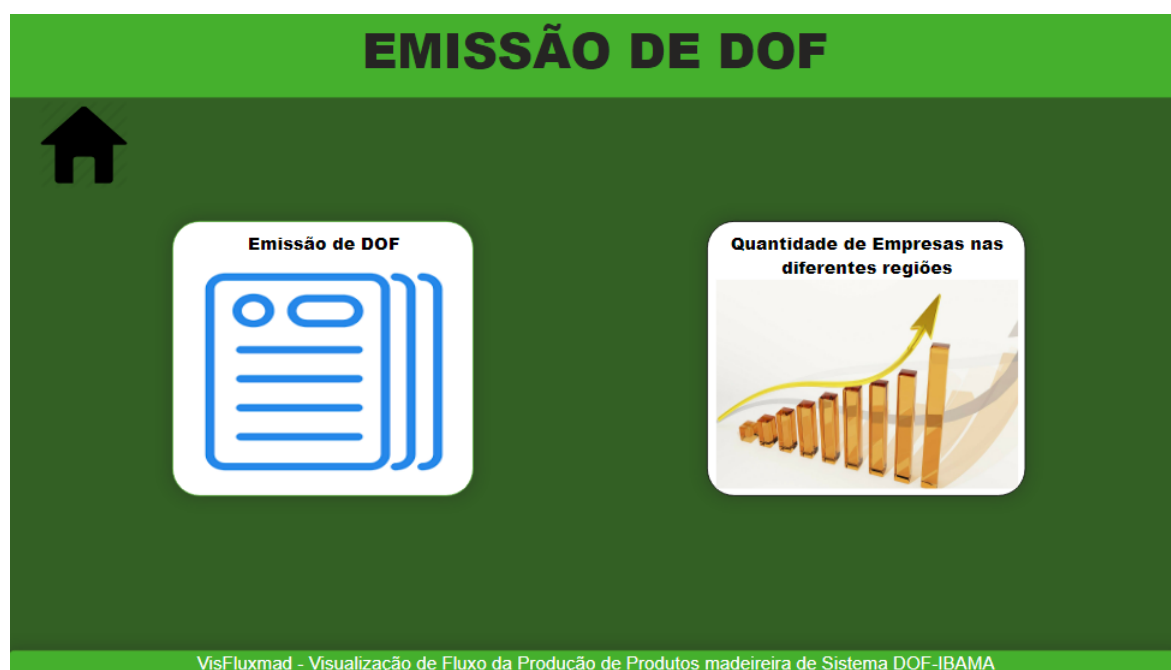 EMISSÃO DE DOF
Emissão de DOF
Quantidade de Empresas nas
diferentes regiões
VisFluxmad - Visualização de Fluxo da Produção de Produtos madeireira de Sistema DOF-IBAMA